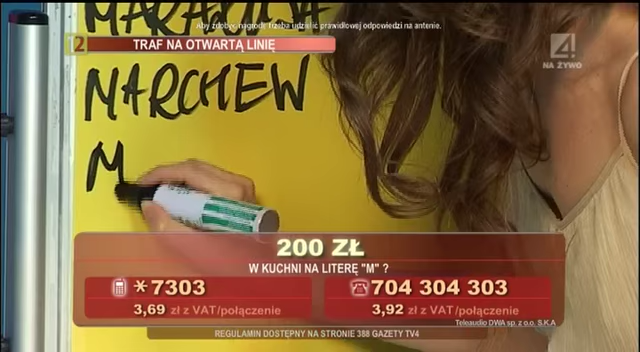 Aby zdobyć nagrodę trzeba udzielić prawidłowej odpowiedzi na antenie.
2 TRAF NA OTWARTĄ LINIĘ
4!
NA ŻYWO
MARCHEW
M
200 ZŁ
W KUCHNI NA LITERĘ "M" ?
*7303
704 304 303
3,69 zł z VAT/połączenie
3,92 zł z VAT/połączenie
Teleaudio DWA sp. z o.o. S.K.A
REGULAMIN DOSTĘPNY NA STRONIE 388 GAZETY TV4